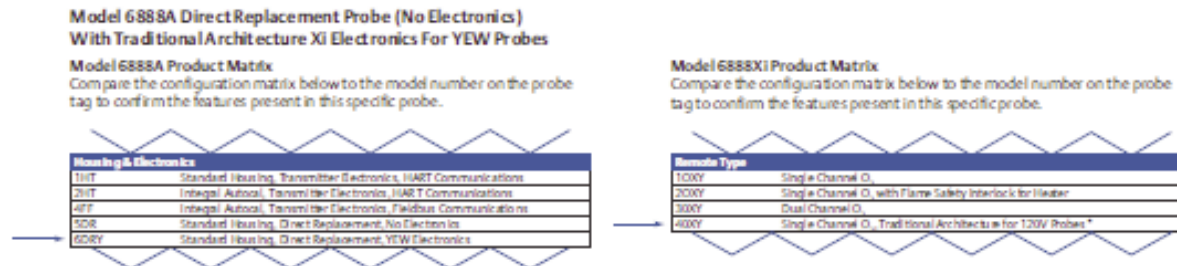 Model 6888A Direct Replacement Probe (No Electronics)
With Traditional Architecture Xi Electronics For YEW Probes
Model 6888A Product Matrix
Compare the configuration matrix below to the model number on the probe
tag to confirm the features present in this specific probe.
Housing & Electronics
1HT Standard Housing, Transmitter Electronics, HART Communications
2HT Integral Autocal, Transmitter Electronics, HART Communications
4FF Integral Autocal, Transmitter Electronics, Fieldbus Communications
5DR Standard Housing, Direct Replacement, No Electronics
6DRY Standard Housing, Direct Replacement, YEW Electronics
Model 6888Xi Product Matrix
Compare the configuration matrix below to the model number on the probe
tag to confirm the features present in this specific probe.
Remote Type
1OXY Single Channel O₂
2OXY Single Channel O₂ with Flame Safety Interlock for Heater
3OXY Dual Channel O₂
4OXY Single Channel O₂, Traditional Architecture for 120V Probes *